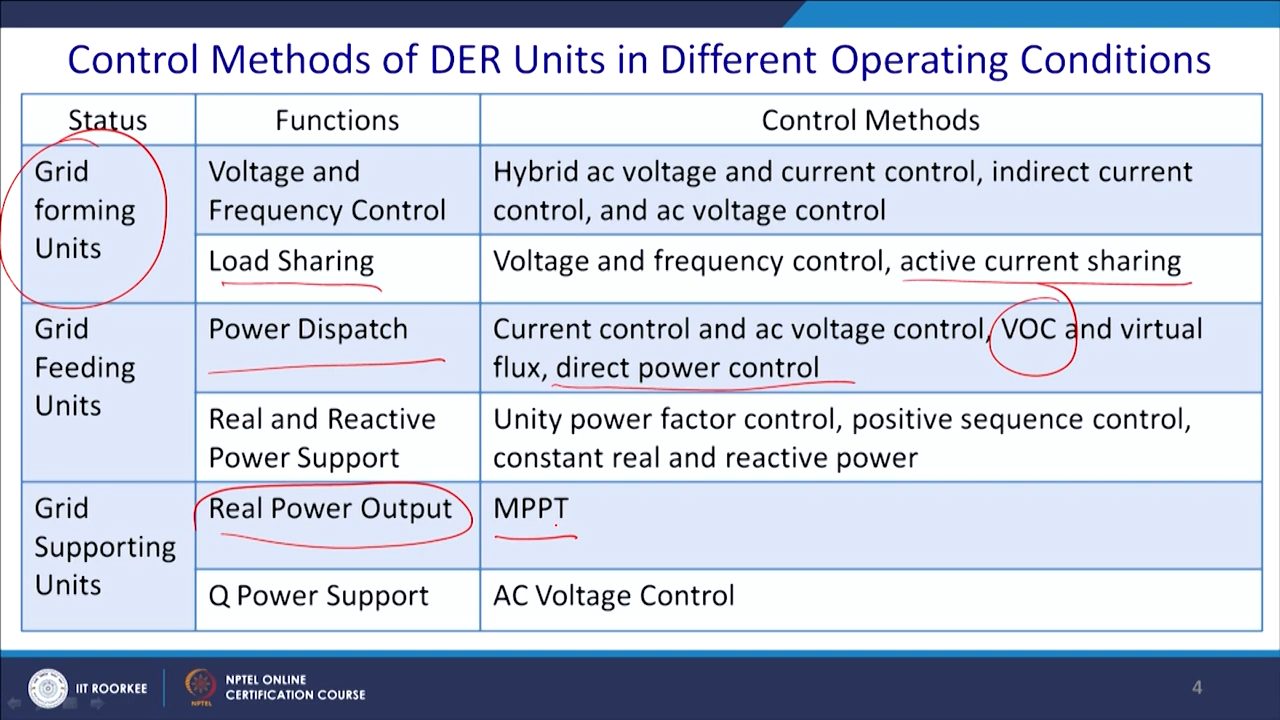 Control Methods of DER Units in Different Operating Conditions
Status
Functions
Control Methods
Grid
forming
Units
Voltage and
Frequency Control
Hybrid ac voltage and current control, indirect current
control, and ac voltage control
Load Sharing
Voltage and frequency control, active current sharing
Grid
Feeding
Units
Power Dispatch
Current control and ac voltage control, VOC and virtual
flux, direct power control
Real and Reactive
Power Support
Unity power factor control, positive sequence control,
constant real and reactive power
Grid
Supporting
Units
Real Power Output
MPPT
Q Power Support
AC Voltage Control
IIT ROORKEE
NPTEL
NPTEL ONLINE
CERTIFICATION COURSE
4